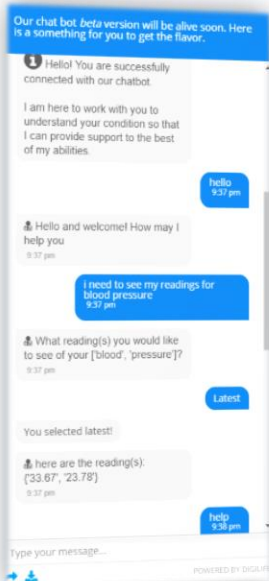 Our chat bot beta version will be alive soon. Here
is a something for you to get the flavor.
Hello! You are successfully
connected with our chatbot.
I am here to work with you to
understand your condition so that
I can provide support to the best
of my abilities.
hello
9:37 pm
Hello and welcome! How may I
help you
9:37 pm
i need to see my readings for
blood pressure
9:37 pm
What reading(s) you would like
to see of your ['blood', 'pressure']?
9:37 pm
Latest
You selected latest!
here are the reading(s):
{'33.67', '23.78'}
9:37 pm
help
9:38 pm
Type your message...
POWERED BY